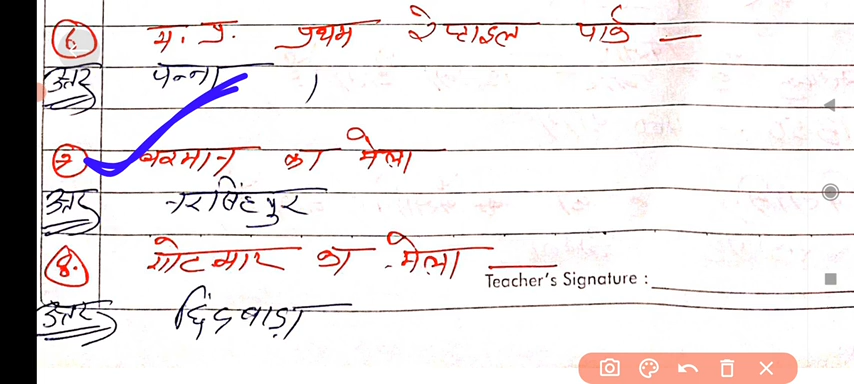 6. म. प्र. प्रथम रेप्टाइल पार्क —
उत्तर पन्ना ।
7. बरमान का मेला
उत्तर नरसिंहपुर
8. गोटमार का मेला
Teacher's Signature :
उत्तर छिंदवाड़ा